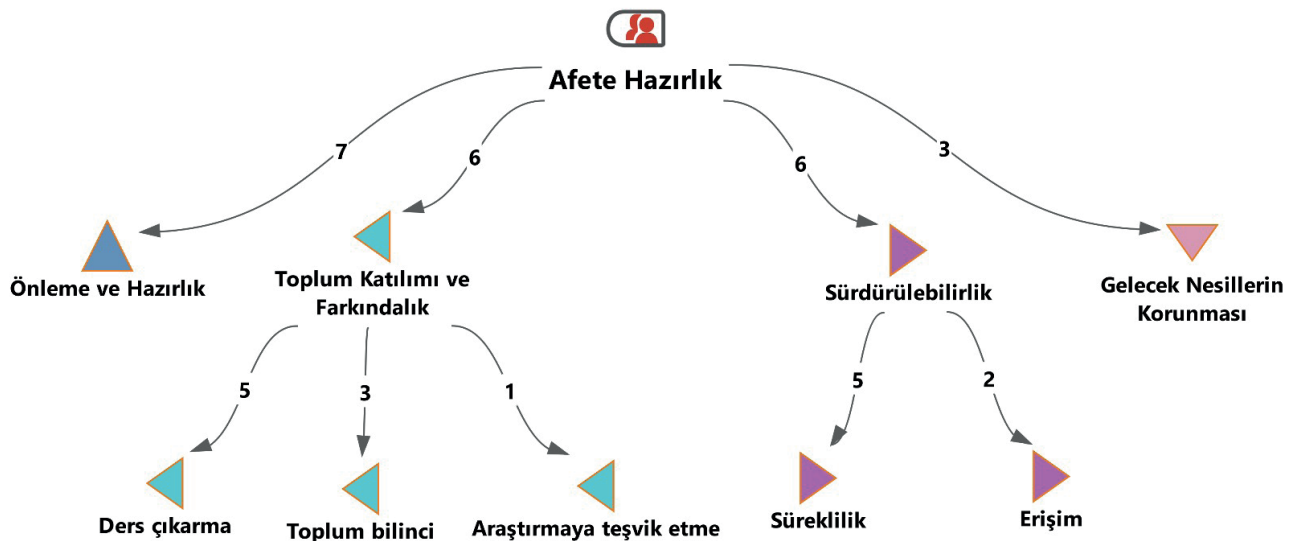 Afete Hazırlık
7
6
6
3
Önleme ve Hazırlık
Toplum Katılımı ve
Farkındalık
Sürdürülebilirlik
Gelecek Nesillerin
Korunması
5
3
1
5
2
Ders çıkarma
Toplum bilinci
Araştırmaya teşvik etme
Süreklilik
Erişim